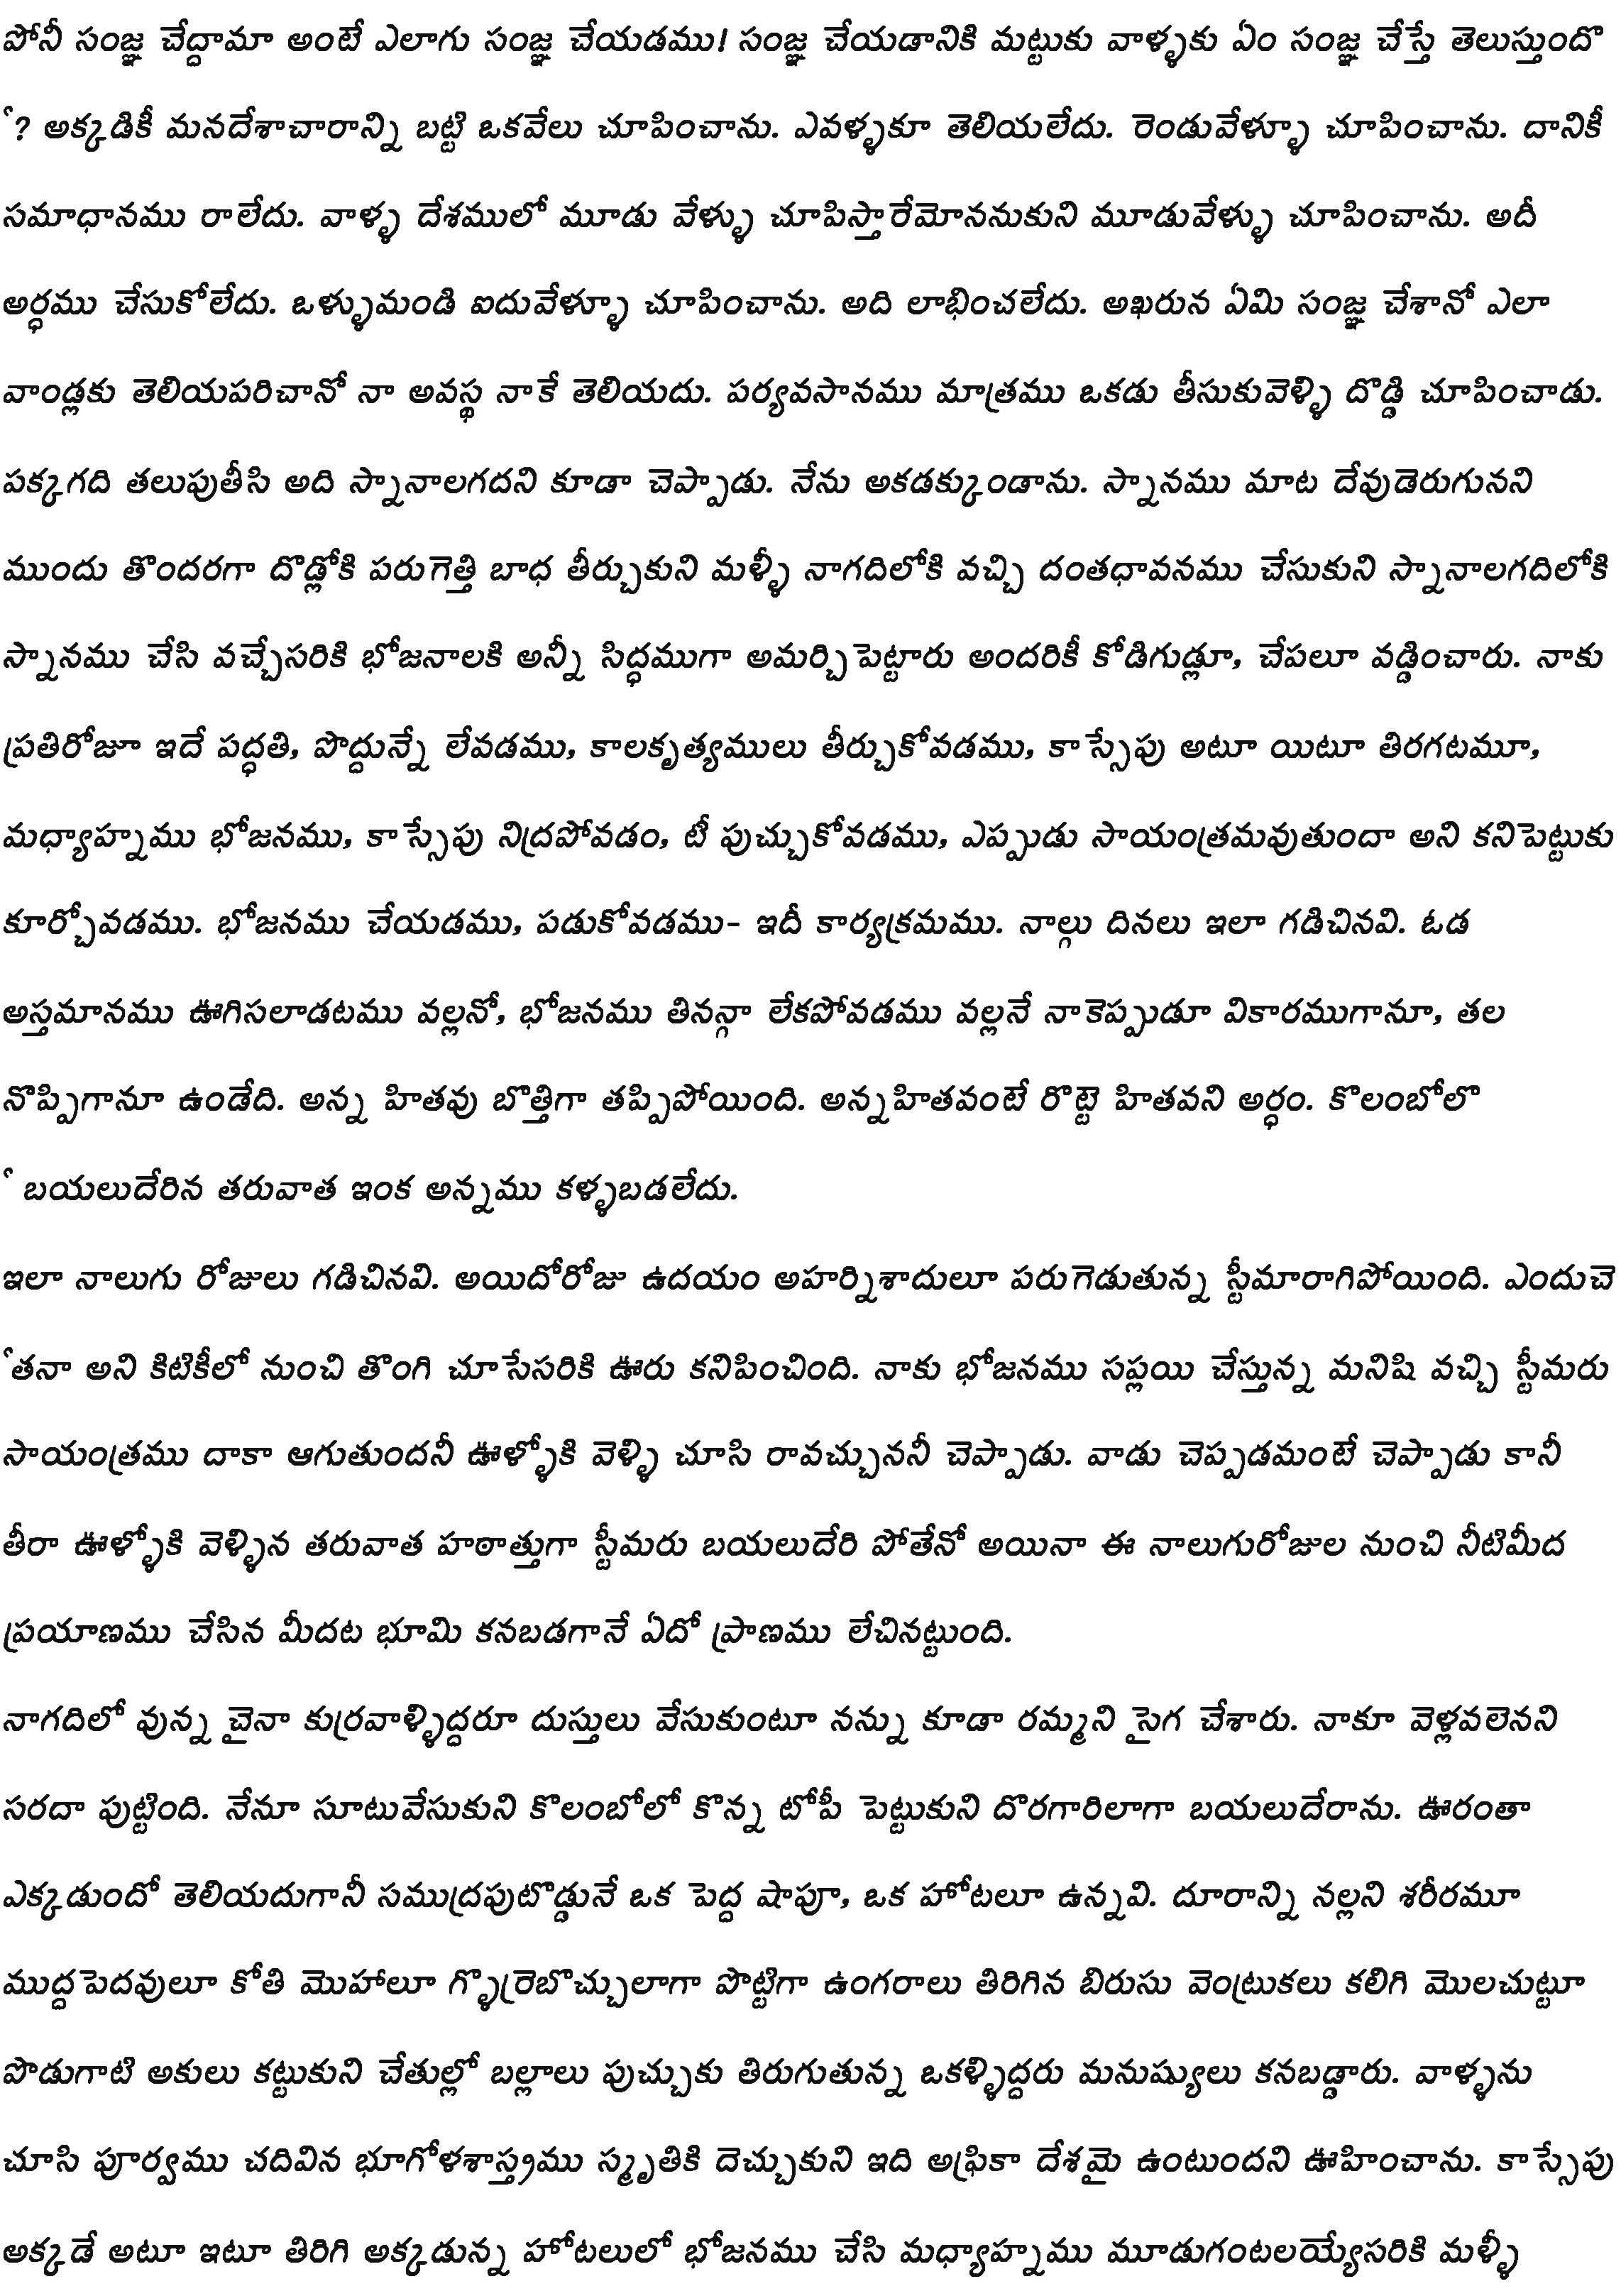 పోనీ సంజ్ఞ చేద్దామా అంటే ఎలాగు సంజ్ఞ చేయడము! సంజ్ఞ చేయడానికి మట్టుకు వాళ్ళకు ఏం సంజ్ఞ చేస్తే తెలుస్తుందొ
ే? అక్కడికీ మనదేశాచారాన్ని బట్టి ఒకవేలు చూపించాను. ఎవళ్ళకూ తెలియలేదు. రెండువేళ్ళూ చూపించాను. దానికీ
సమాధానము రాలేదు. వాళ్ళ దేశములో మూడు వేళ్ళు చూపిస్తారేమోననుకుని మూడువేళ్ళు చూపించాను. అదీ
అర్ధము చేసుకోలేదు. ఒళ్ళుమండి ఐదువేళ్ళూ చూపించాను. అది లాభించలేదు. అఖరున ఏమి సంజ్ఞ చేశానో ఎలా
వాండ్లకు తెలియపరిచానో నా అవస్థ నాకే తెలియదు. పర్యవసానము మాత్రము ఒకడు తీసుకువెళ్ళి దొడ్డి చూపించాడు.
పక్కగది తలుపుతీసి అది స్నానాలగదని కూడా చెప్పాడు. నేను అకడక్కుండాను. స్నానము మాట దేవుడెరుగునని
ముందు తొందరగా దొడ్లోకి పరుగెత్తి బాధ తీర్చుకుని మళ్ళీ నాగదిలోకి వచ్చి దంతధావనము చేసుకుని స్నానాలగదిలోకి
స్నానము చేసి వచ్చేసరికి భోజనాలకి అన్నీ సిద్ధముగా అమర్చిపెట్టారు అందరికీ కోడిగుడ్లూ, చేపలూ వడ్డించారు. నాకు
ప్రతిరోజూ ఇదే పద్ధతి, పొద్దున్నే లేవడము, కాలకృత్యములు తీర్చుకోవడము, కాస్సేపు అటూ యిటూ తిరగటమూ,
మధ్యాహ్నము భోజనము, కాస్సేపు నిద్రపోవడం, టీ పుచ్చుకోవడము, ఎప్పుడు సాయంత్రమవుతుందా అని కనిపెట్టుకు
కూర్చోవడము. భోజనము చేయడము, పడుకోవడము- ఇదీ కార్యక్రమము. నాల్గు దినలు ఇలా గడిచినవి. ఓడ
అస్తమానము ఊగిసలాడటము వల్లనో, భోజనము తినన్గా లేకపోవడము వల్లనే నాకెప్పుడూ వికారముగానూ, తల
నొప్పిగానూ ఉండేది. అన్న హితవు బొత్తిగా తప్పిపోయింది. అన్నహితవంటే రొట్టె హితవని అర్ధం. కొలంబోలొ
ే బయలుదేరిన తరువాత ఇంక అన్నము కళ్ళబడలేదు.
ఇలా నాలుగు రోజులు గడిచినవి. అయిదోరోజు ఉదయం అహర్నిశాదులూ పరుగెడుతున్న స్టీమారాగిపోయింది. ఎందుచె
ేతనా అని కిటికీలో నుంచి తొంగి చూసేసరికి ఊరు కనిపించింది. నాకు భోజనము సప్లయి చేస్తున్న మనిషి వచ్చి స్టీమరు
సాయంత్రము దాకా ఆగుతుందనీ ఊళ్ళోకి వెళ్ళి చూసి రావచ్చుననీ చెప్పాడు. వాడు చెప్పడమంటే చెప్పాడు కానీ
తీరా ఊళ్ళోకి వెళ్ళిన తరువాత హఠాత్తుగా స్టీమరు బయలుదేరి పోతేనో అయినా ఈ నాలుగురోజుల నుంచి నీటిమీద
ప్రయాణము చేసిన మీదట భూమి కనబడగానే ఏదో ప్రాణము లేచినట్టుంది.
నాగదిలో వున్న చైనా కుర్రవాళ్ళిద్దరూ దుస్తులు వేసుకుంటూ నన్ను కూడా రమ్మని సైగ చేశారు. నాకూ వెళ్లవలెనని
సరదా పుట్టింది. నేనూ సూటువేసుకుని కొలంబోలో కొన్న టోపీ పెట్టుకుని దొరగారిలాగా బయలుదేరాను. ఊరంతా
ఎక్కడుందో తెలియదుగానీ సముద్రపుటొడ్డునే ఒక పెద్ద షాపూ, ఒక హోటలూ ఉన్నవి. దూరాన్ని నల్లని శరీరమూ
ముద్దపెదవులూ కోతి మొహాలూ గ్ళొర్రెబొచ్చులాగా పొట్టిగా ఉంగరాలు తిరిగిన బిరుసు వెంట్రుకలు కలిగి మొలచుట్టూ
పొడుగాటి అకులు కట్టుకుని చేతుల్లో బల్లాలు పుచ్చుకు తిరుగుతున్న ఒకళ్ళిద్దరు మనుష్యులు కనబడ్డారు. వాళ్ళను
చూసి పూర్వము చదివిన భూగోళశాస్త్రము స్మృతికి దెచ్చుకుని ఇది అఫ్రికా దేశమై ఉంటుందని ఊహించాను. కాస్సేపు
అక్కడే అటూ ఇటూ తిరిగి అక్కడున్న హోటలులో భోజనము చేసి మధ్యాహ్నము మూడుగంటలయ్యేసరికి మళ్ళీ